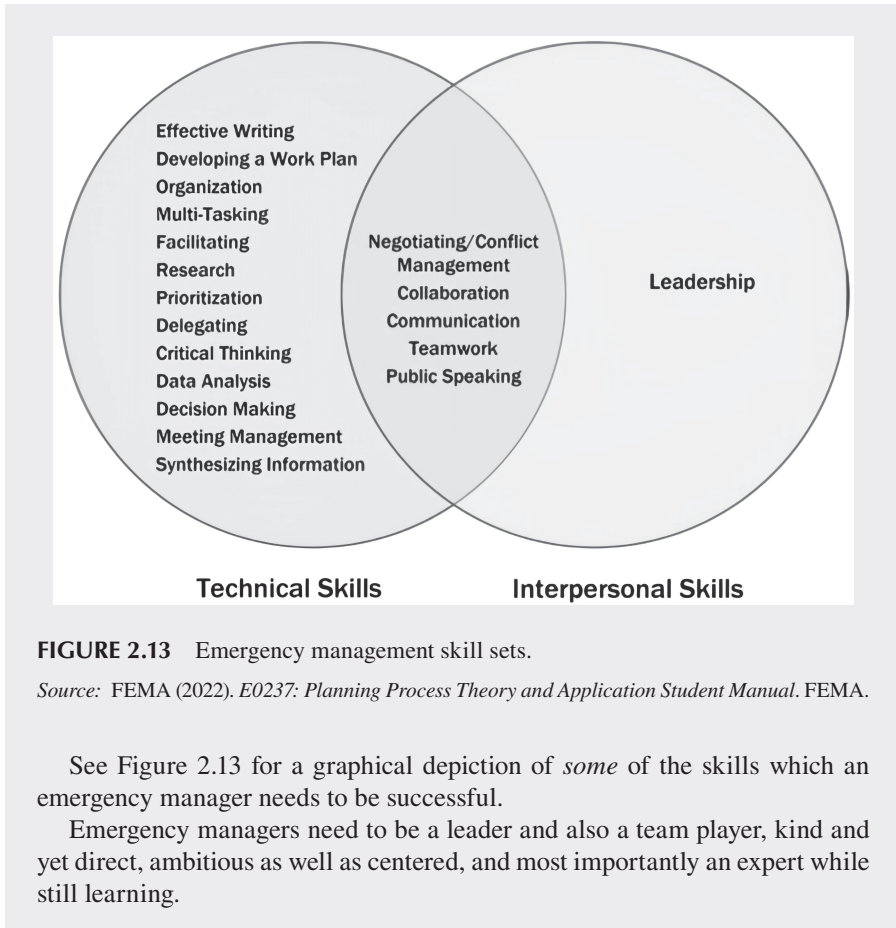 Effective Writing
Developing a Work Plan
Organization
Multi-Tasking
Facilitating
Research
Prioritization
Delegating
Critical Thinking
Data Analysis
Decision Making
Meeting Management
Synthesizing Information
Negotiating/Conflict
Management
Collaboration
Communication
Teamwork
Public Speaking
Leadership
Technical Skills
Interpersonal Skills
FIGURE 2.13 Emergency management skill sets.
Source: FEMA (2022). E0237: Planning Process Theory and Application Student Manual. FEMA.
See Figure 2.13 for a graphical depiction of some of the skills which an
emergency manager needs to be successful.
Emergency managers need to be a leader and also a team player, kind and
yet direct, ambitious as well as centered, and most importantly an expert while
still learning.